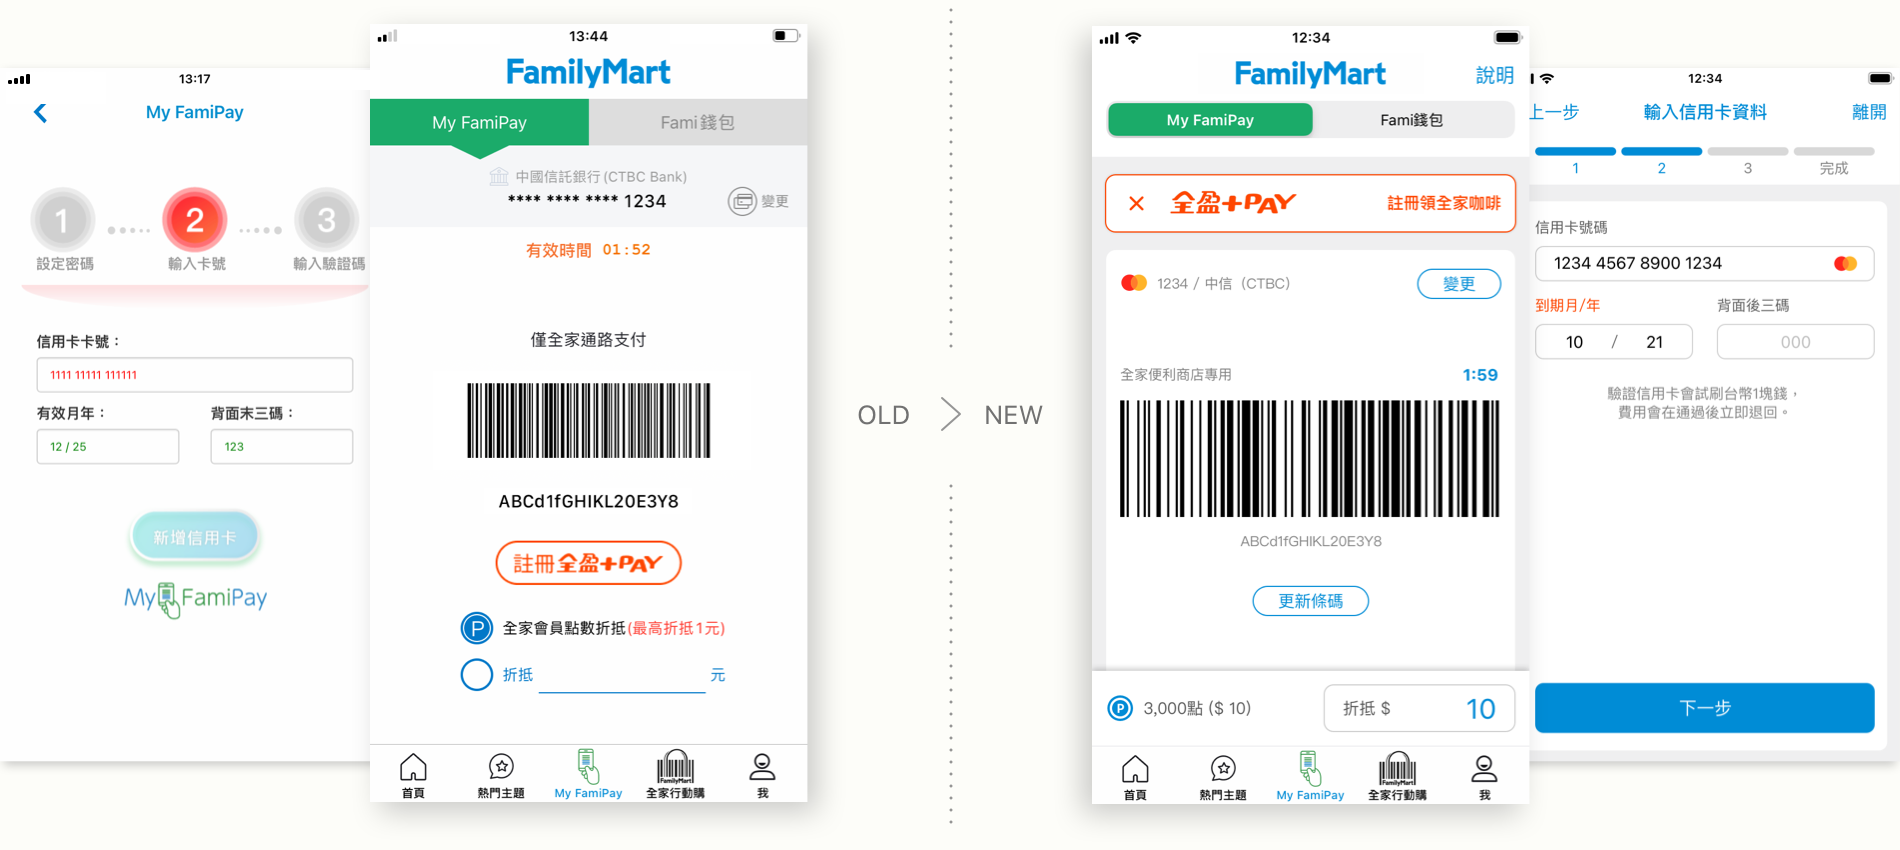 13:17
My FamiPay
1
2
3
設定密碼
輸入卡號
輸入驗證碼
信用卡卡號：
1111 11111 111111
有效月年：
背面末三碼：
12 / 25
123
新增信用卡
My FamiPay
13:44
FamilyMart
My FamiPay
Fami錢包
中國信託銀行(CTBC Bank)
**** **** **** 1234
變更
有效時間 01:52
僅全家通路支付
ABCd1fGHIKL20E3Y8
註冊全盈+PAY
P 全家會員點數折抵(最高折抵1元)
折抵 元
首頁
熱門主題
My FamiPay
FamilyMart
全家行動購
我
OLD > NEW
12:34
FamilyMart
說明
My FamiPay
Fami錢包
全盈+PAY
註冊領全家咖啡
1234 / 中信（CTBC）
變更
全家便利商店專用
1:59
ABCd1fGHIKL20E3Y8
更新條碼
P 3,000點 ($ 10)
折抵 $ 10
首頁
熱門主題
My FamiPay
FamilyMart
全家行動購
我
12:34
上一步
輸入信用卡資料
離開
1
2
3
完成
信用卡號碼
1234 4567 8900 1234
到期月/年
背面後三碼
10 / 21
000
驗證信用卡會試刷台幣1塊錢，
費用會在通過後立即退回。
下一步